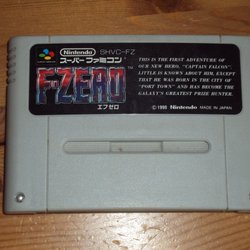 Nintendo SHVC-FZ
スーパーファミコン
F-ZERO™
エフゼロ
THIS IS THE FIRST ADVENTURE OF
OUR NEW HERO, "CAPTAIN FALCON"
LITTLE IS KNOWN ABOUT HIM, EXCEPT
THAT HE WAS BORN IN THE CITY OF
"PORT TOWN" AND HAS BECOME THE
GALAXY'S GREATEST PRIZE HUNTER.
© 1990 Nintendo MADE IN JAPAN